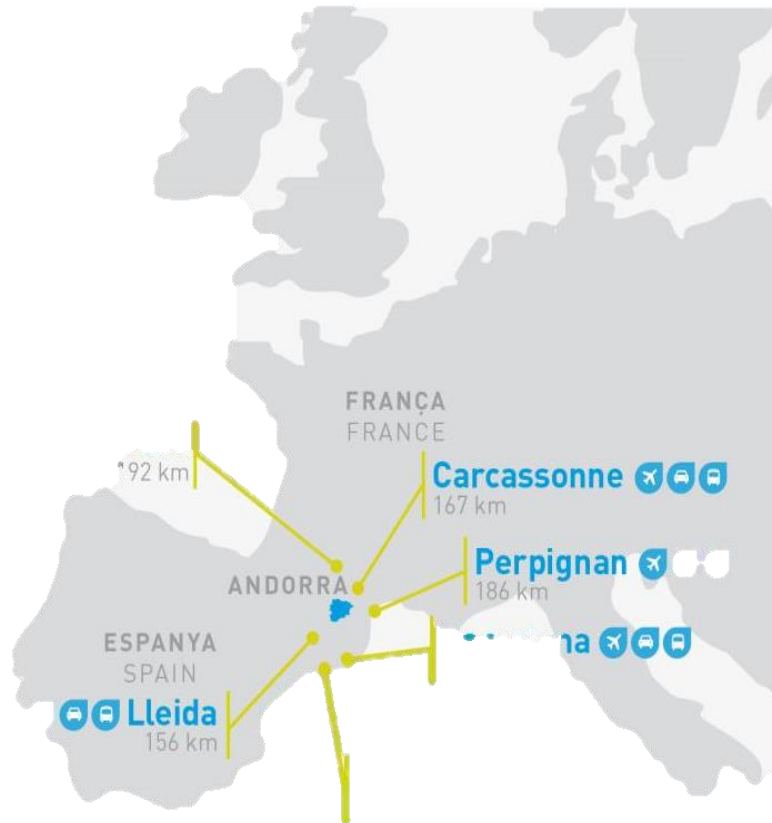 FRANÇA
FRANCE
92 km
Carcassonne
167 km
Perpignan
186 km
ANDORRA
ESPANYA
SPAIN
Lleida
156 km